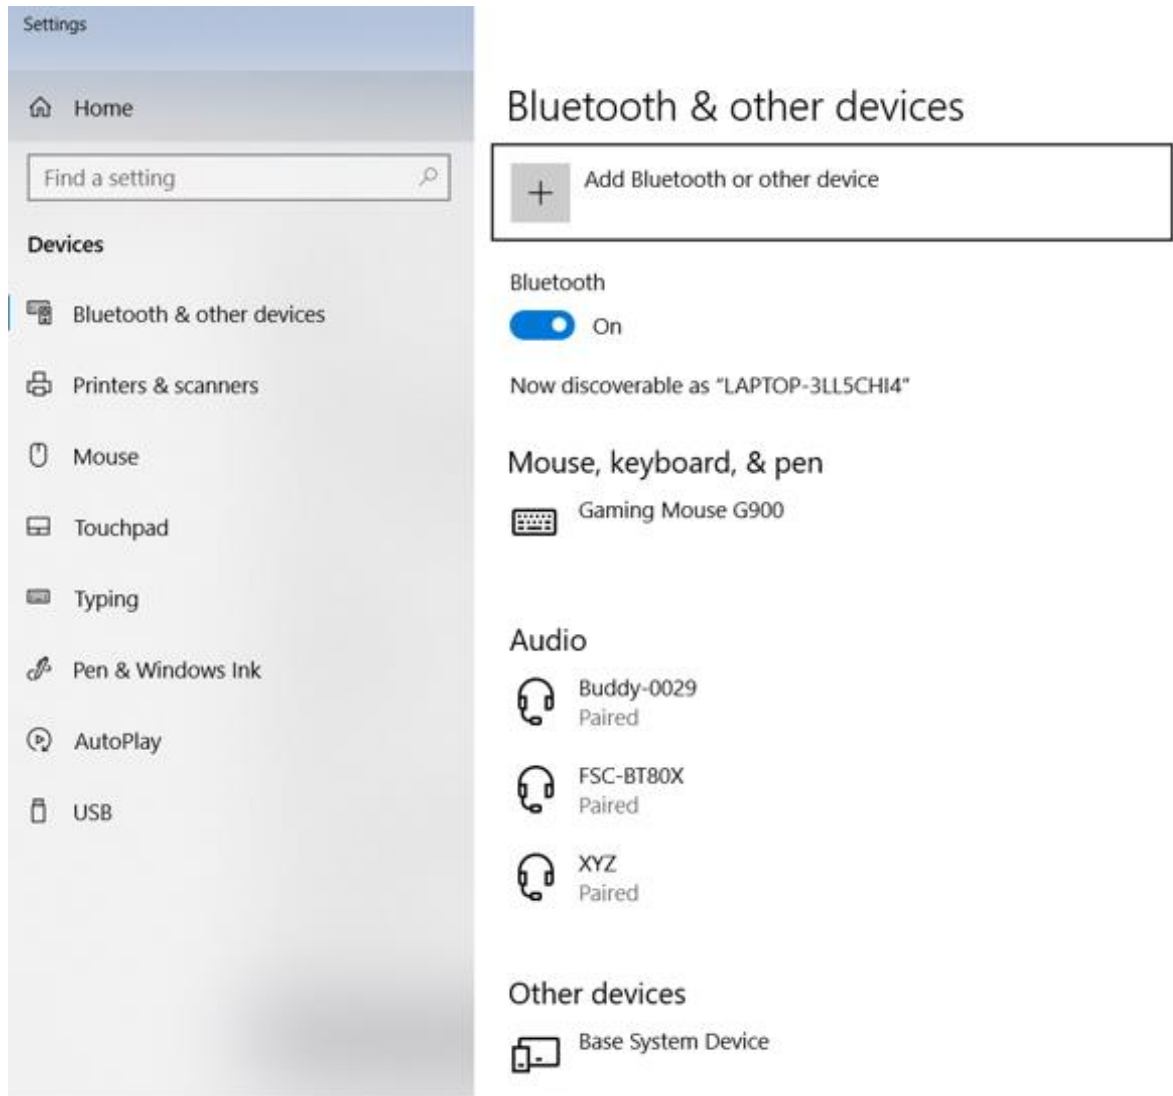 Settings
Home
Find a setting
Devices
Bluetooth & other devices
Printers & scanners
Mouse
Touchpad
Typing
Pen & Windows Ink
AutoPlay
USB
Bluetooth & other devices
Add Bluetooth or other device
Bluetooth
On
Now discoverable as “LAPTOP-3LL5CHI4”
Mouse, keyboard, & pen
Gaming Mouse G900
Audio
Buddy-0029
Paired
FSC-BT80X
Paired
XYZ
Paired
Other devices
Base System Device